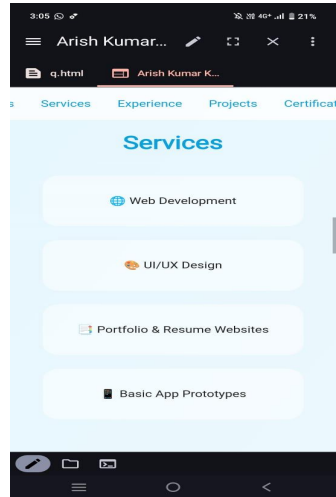 3:05 4G+ 21%
Arish Kumar...
q.html Arish Kumar K...
s Services Experience Projects Certificat
Services
🌐 Web Development
🎨 UI/UX Design
📑 Portfolio & Resume Websites
📱 Basic App Prototypes